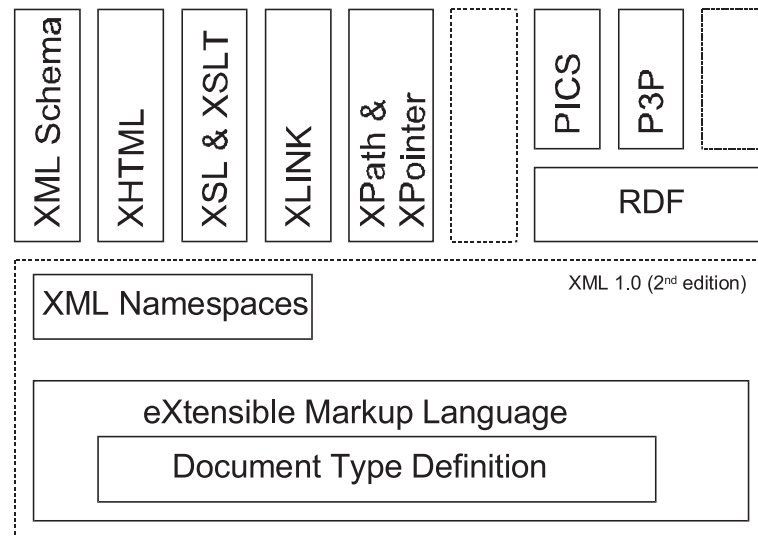 XML Schema
XHTML
XSL & XSLT
XLINK
XPath &
XPointer
PICS
P3P
RDF
XML 1.0 (2nd edition)
XML Namespaces
eXtensible Markup Language
Document Type Definition